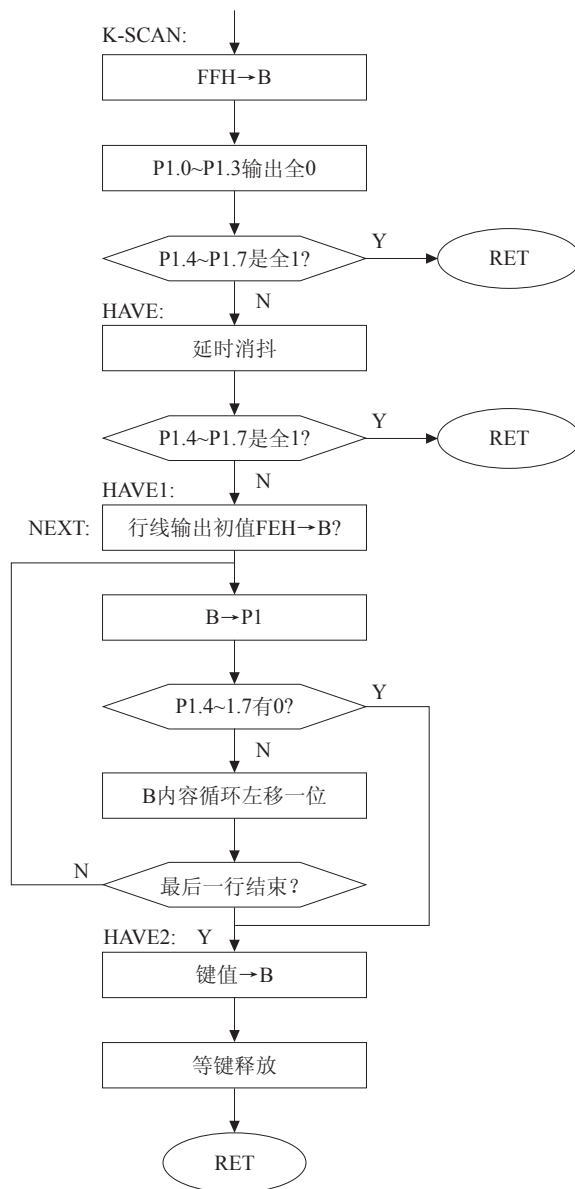 K-SCAN:
FFH→B
P1.0~P1.3输出全0
P1.4~P1.7是全1?
Y
RET
N
HAVE:
延时消抖
P1.4~P1.7是全1?
Y
RET
N
HAVE1:
NEXT:
行线输出初值FEH→B?
B→P1
P1.4~1.7有0?
Y
N
B内容循环左移一位
N
最后一行结束?
HAVE2:
Y
键值→B
等键释放
RET